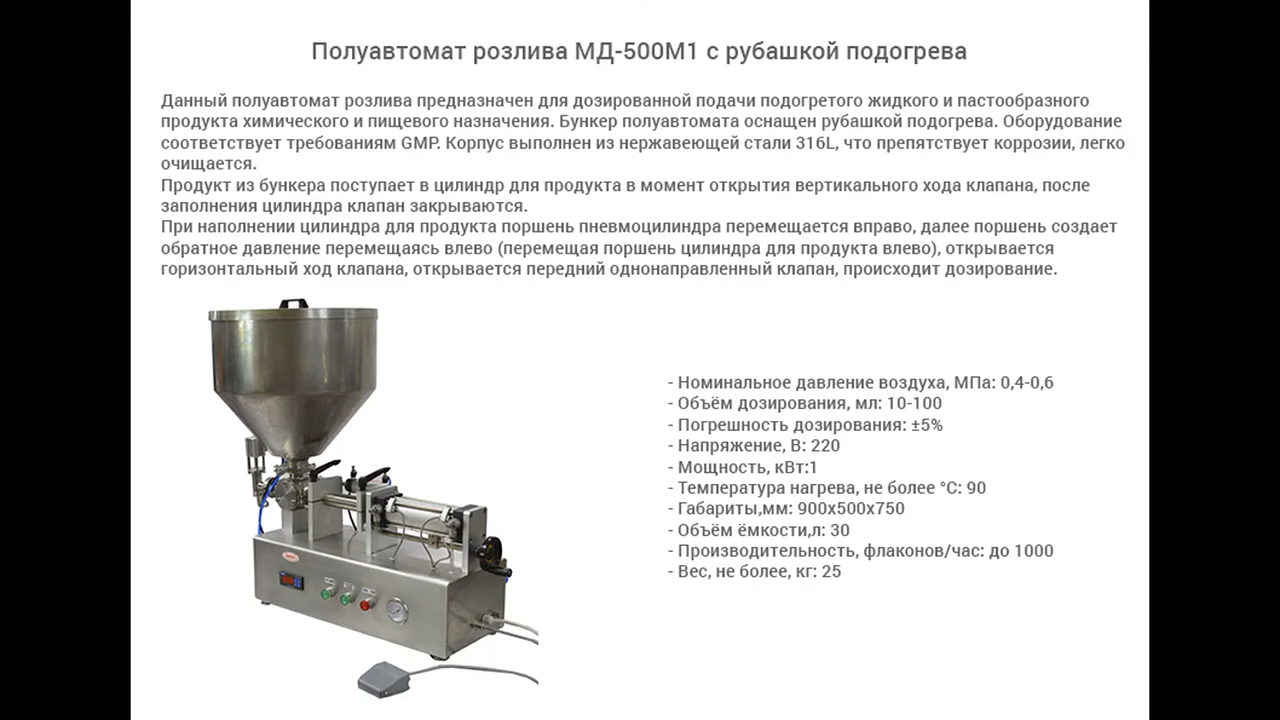 Полуавтомат розлива МД-500М1 с рубашкой подогрева
Данный полуавтомат розлива предназначен для дозированной подачи подогретого жидкого и пастообразного
продукта химического и пищевого назначения. Бункер полуавтомата оснащен рубашкой подогрева. Оборудование
соответствует требованиям GMP. Корпус выполнен из нержавеющей стали 316L, что препятствует коррозии, легко
очищается.
Продукт из бункера поступает в цилиндр для продукта в момент открытия вертикального хода клапана, после
заполнения цилиндра клапан закрываются.
При наполнении цилиндра для продукта поршень пневмоцилиндра перемещается вправо, далее поршень создает
обратное давление перемещаясь влево (перемещая поршень цилиндра для продукта влево), открывается
горизонтальный ход клапана, открывается передний однонаправленный клапан, происходит дозирование.
- Номинальное давление воздуха, МПа: 0,4-0,6
- Объём дозирования, мл: 10-100
- Погрешность дозирования: ±5%
- Напряжение, В: 220
- Мощность, кВт:1
- Температура нагрева, не более °С: 90
- Габариты,мм: 900х500х750
- Объём ёмкости,л: 30
- Производительность, флаконов/час: до 1000
- Вес, не более, кг: 25